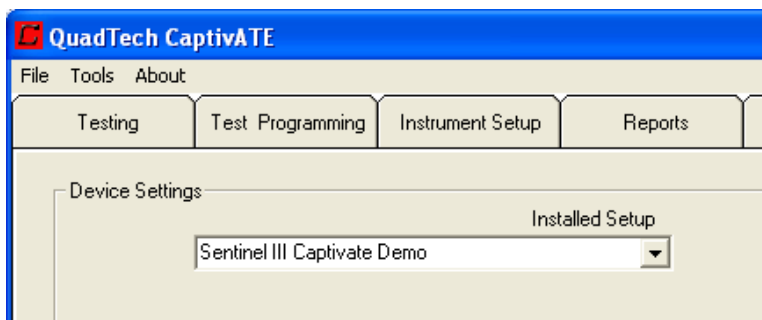 QuadTech CaptivATE
File Tools About
Testing Test Programming Instrument Setup Reports
Device Settings
Installed Setup
Sentinel III Captivate Demo